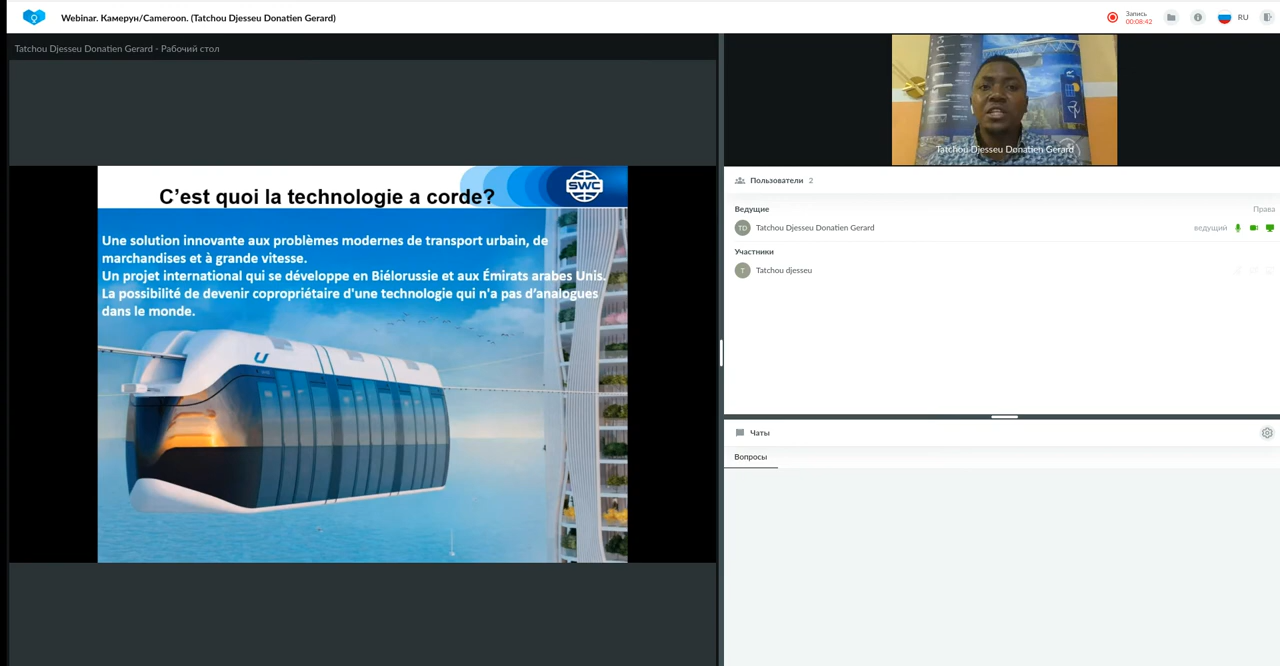 Webinar. Камерун/Cameroon. (Tatchou Djesseu Donatien Gerard)
Запись
00:08:42
RU
Tatchou Djesseu Donatien Gerard - Рабочий стол
C’est quoi la technologie a corde?
SWC
Une solution innovante aux problèmes modernes de transport urbain, de
marchandises et à grande vitesse.
Un projet international qui se développe en Biélorussie et aux Émirats arabes Unis.
La possibilité de devenir copropriétaire d'une technologie qui n'a pas d’analogues
dans le monde.
U
Tatchou Djesseu Donatien Gerard
Пользователи 2
Ведущие
Права
TD
Tatchou Djesseu Donatien Gerard
ведущий
Участники
T
Tatchou djesseu
Чаты
Вопросы